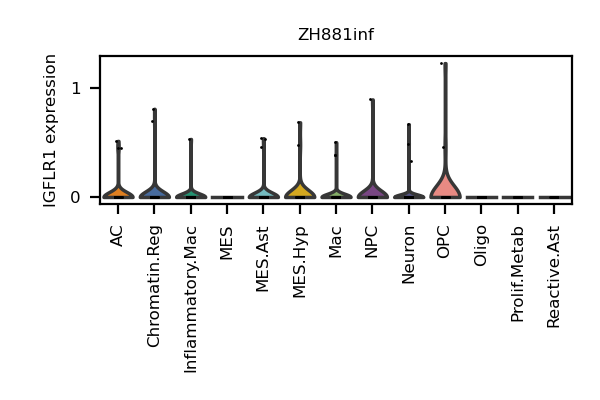 ZH881inf
IGFLR1 expression
1
0
AC
Chromatin.Reg
Inflammatory.Mac
MES
MES.Ast
MES.Hyp
Mac
NPC
Neuron
OPC
Oligo
Prolif.Metab
Reactive.Ast